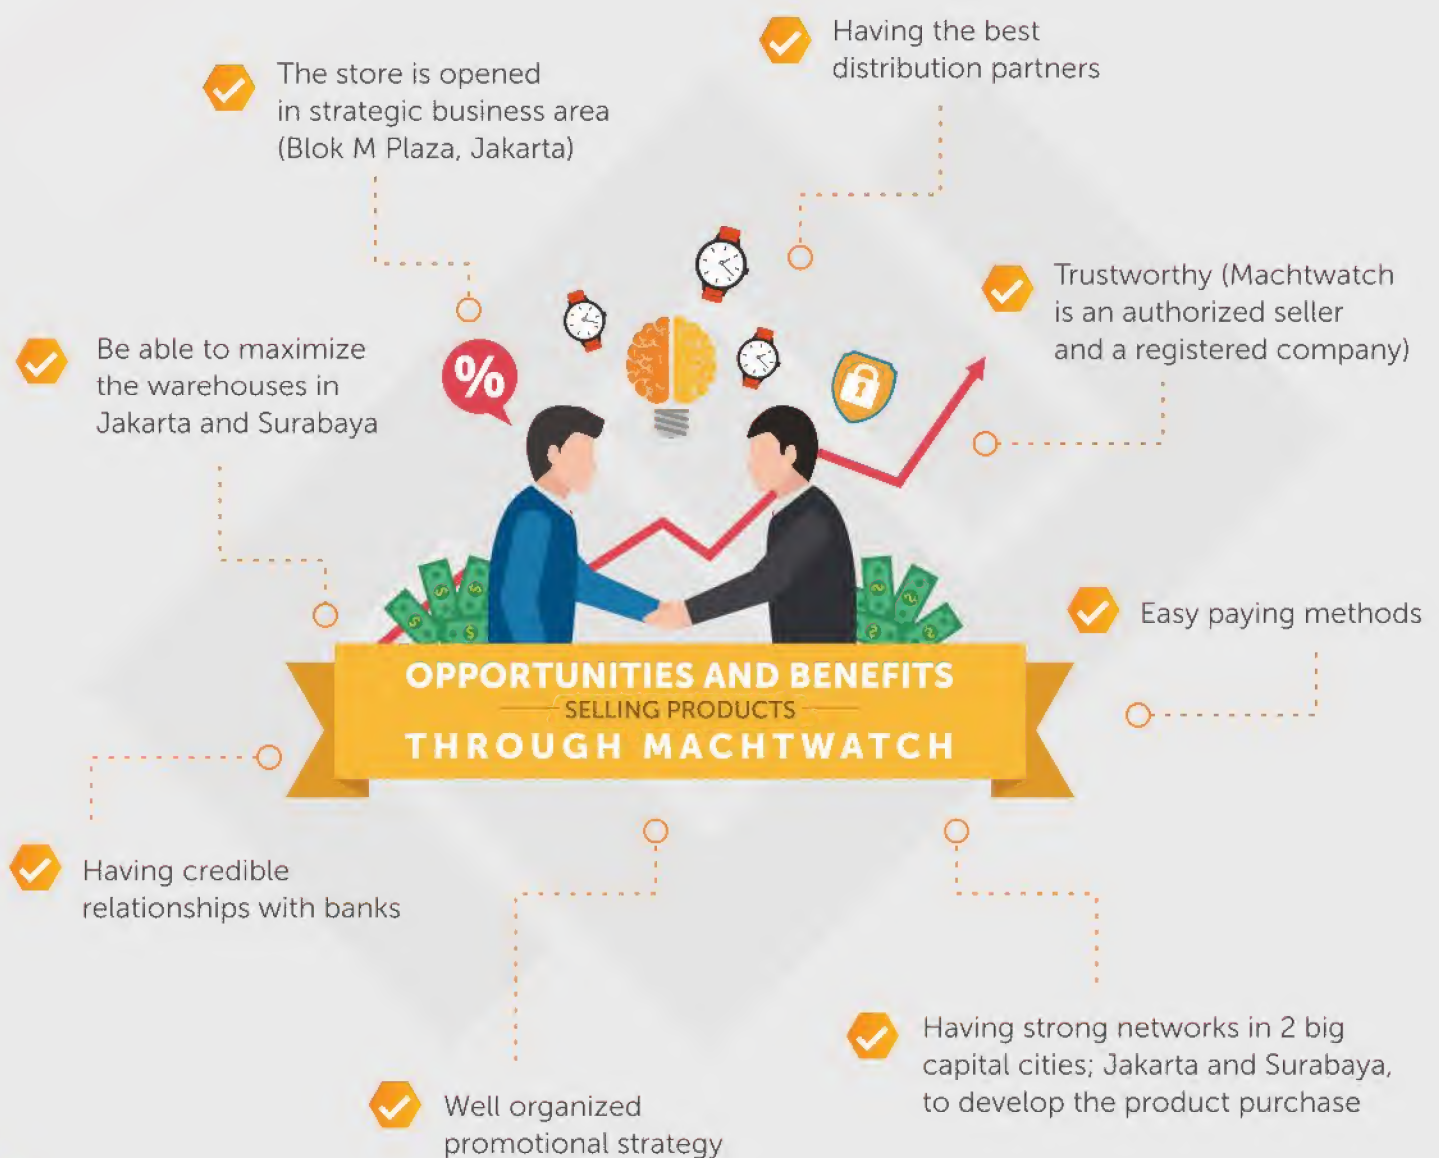 Having the best
distribution partners
The store is opened
in strategic business area
(Blok M Plaza, Jakarta)
Trustworthy (Machtwatch
is an authorized seller
and a registered company)
Be able to maximize
the warehouses in
Jakarta and Surabaya
%
Easy paying methods
OPPORTUNITIES AND BENEFITS
SELLING PRODUCTS
THROUGH MACHTWATCH
Having credible
relationships with banks
Having strong networks in 2 big
capital cities; Jakarta and Surabaya,
to develop the product purchase
Well organized
promotional strategy